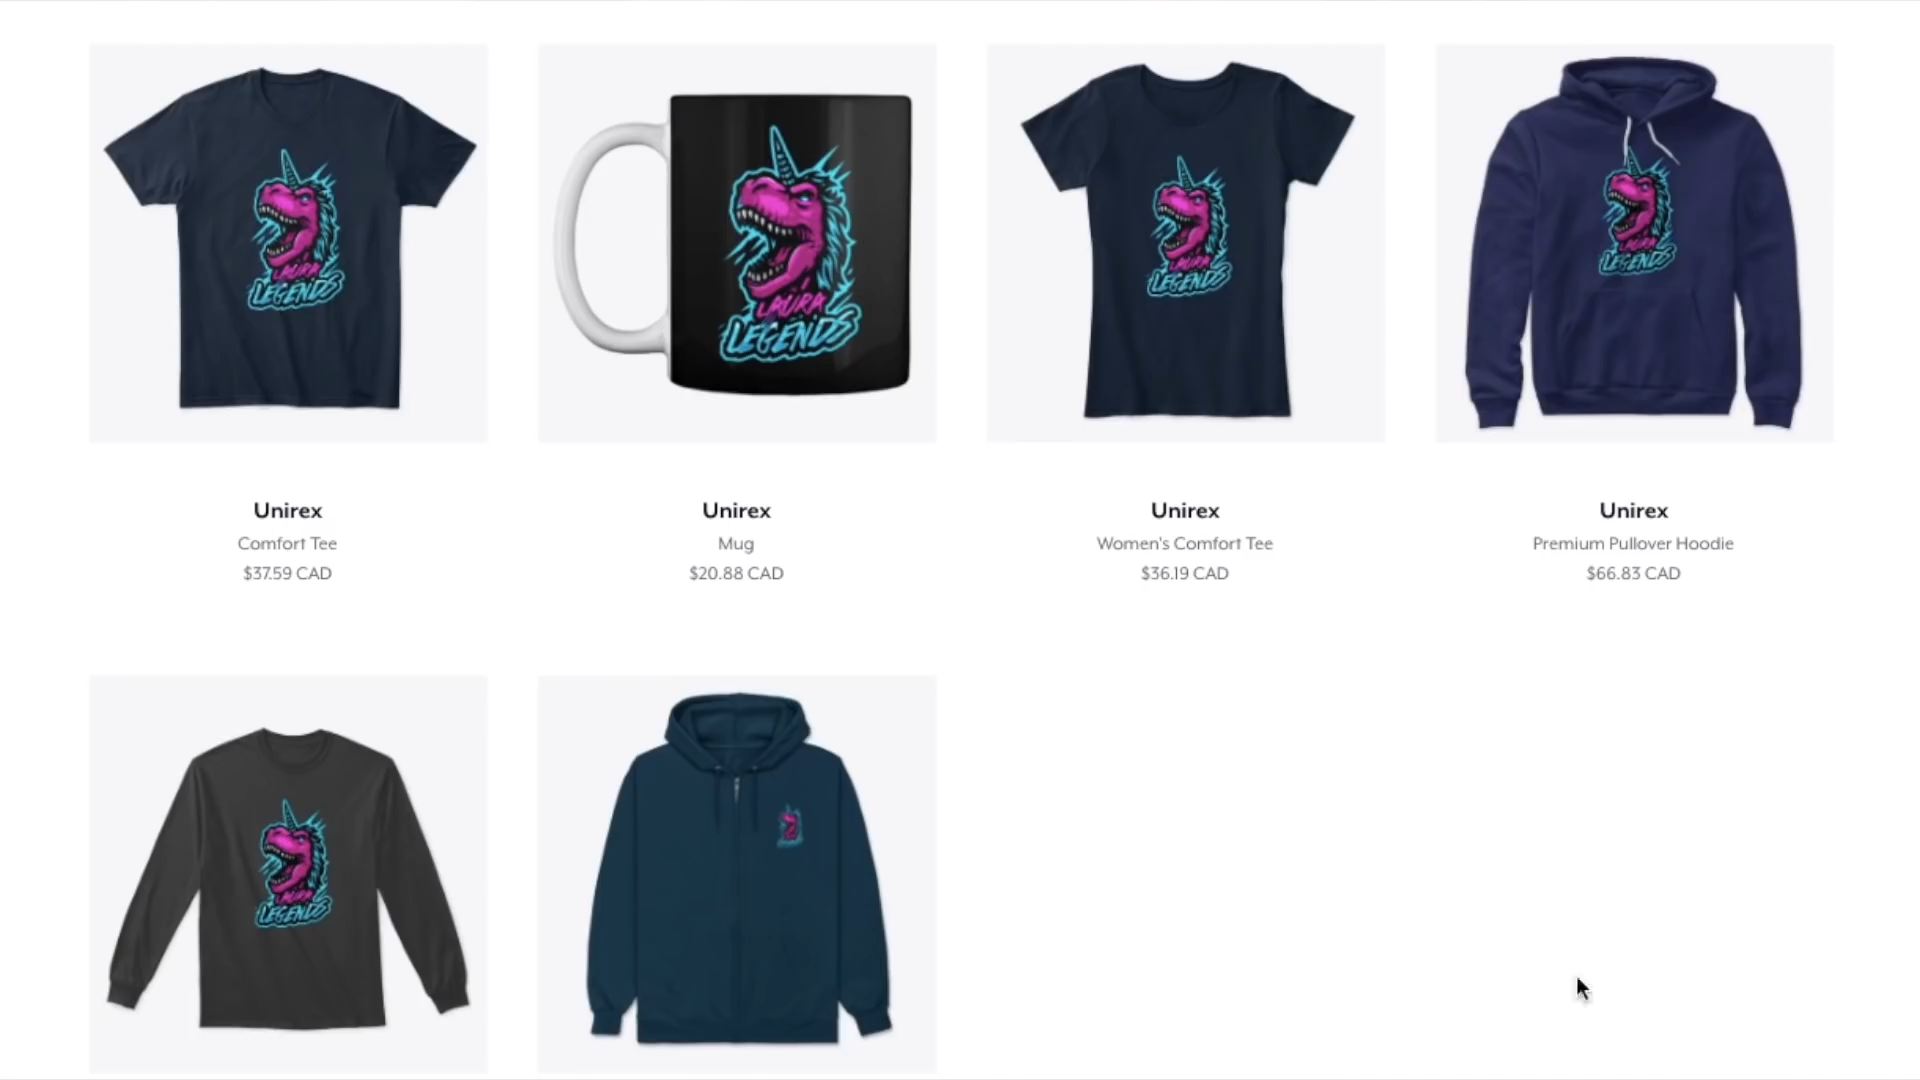 LAURA
LEGENDS
LAURA
LEGENDS
LAURA
LEGENDS
LAURA
LEGENDS
Unirex
Comfort Tee
$37.59 CAD
Unirex
Mug
$20.88 CAD
Unirex
Women's Comfort Tee
$36.19 CAD
Unirex
Premium Pullover Hoodie
$66.83 CAD
LAURA
LEGENDS